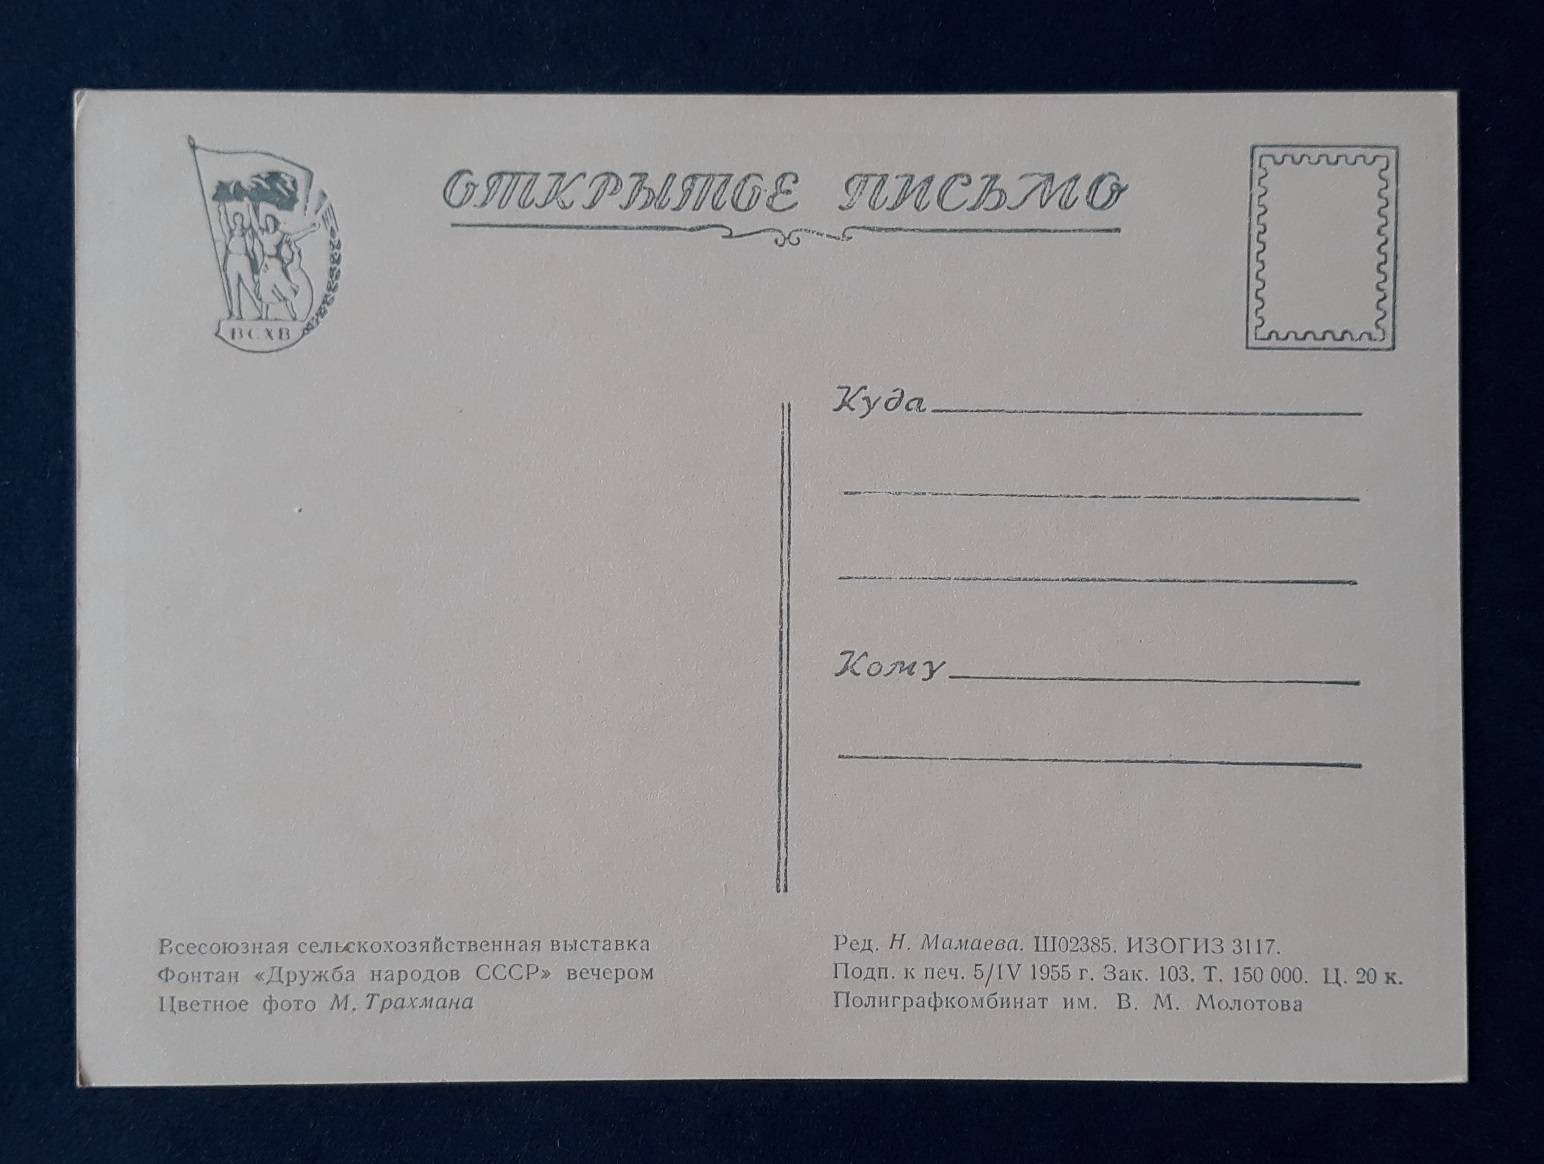 ВСХВ
ОТКРЫТОЕ ПИСЬМО
Куда
Кому
Всесоюзная сельскохозяйственная выставка
Фонтан «Дружба народов СССР» вечером
Цветное фото М. Трахмана
Ред. Н. Мамаева. Ш02385. ИЗОГИЗ 3117.
Подп. к печ. 5/IV 1955 г. Зак. 103. Т. 150 000. Ц. 20 к.
Полиграфкомбинат им. В. М. Молотова